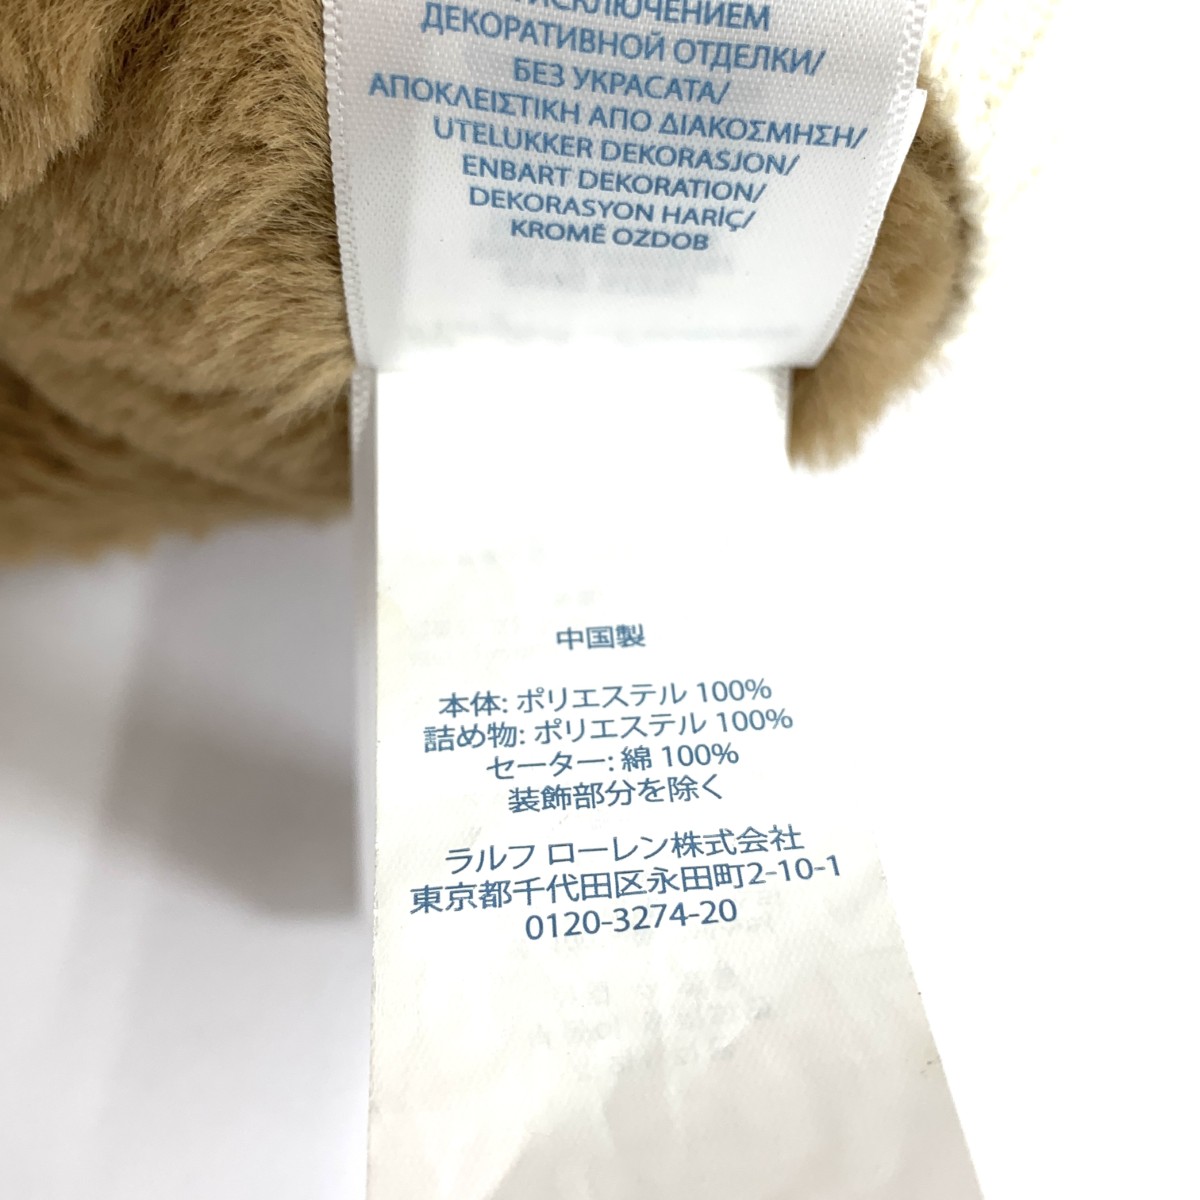 ИСКЛЮЧЕНИЕМ
ДЕКОРАТИВНОЙ ОТДЕЛКИ/
БЕЗ УКРАСАТА/
ΑΠΟΚΛΕΙΣΤΙΚΗ ΑΠΟ ΔΙΑΚΟΣΜΗΣΗ/
UTELUKKER DEKORASJON/
ENBART DEKORATION/
DEKORASYON HARİÇ/
KROMĚ OZDOB
中国製
本体: ポリエステル 100%
詰め物: ポリエステル 100%
セーター: 綿 100%
装飾部分を除く
ラルフ ローレン株式会社
東京都千代田区永田町2-10-1
0120-3274-20